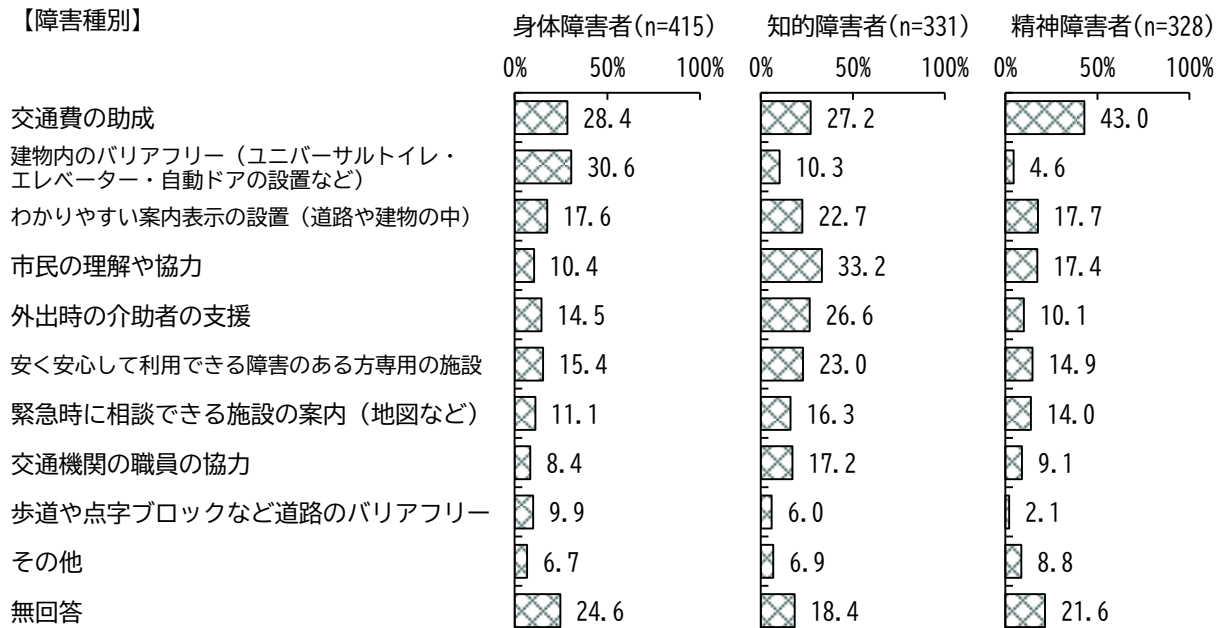 【障害種別】
身体障害者(n=415) 知的障害者(n=331) 精神障害者(n=328)
0% 50% 100% 0% 50% 100% 0% 50% 100%
交通費の助成 28.4 27.2 43.0
建物内のバリアフリー（ユニバーサルトイレ・
エレベーター・自動ドアの設置など） 30.6 10.3 4.6
わかりやすい案内表示の設置（道路や建物の中） 17.6 22.7 17.7
市民の理解や協力 10.4 33.2 17.4
外出時の介助者の支援 14.5 26.6 10.1
安く安心して利用できる障害のある方専用の施設 15.4 23.0 14.9
緊急時に相談できる施設の案内（地図など） 11.1 16.3 14.0
交通機関の職員の協力 8.4 17.2 9.1
歩道や点字ブロックなど道路のバリアフリー 9.9 6.0 2.1
その他 6.7 6.9 8.8
無回答 24.6 18.4 21.6